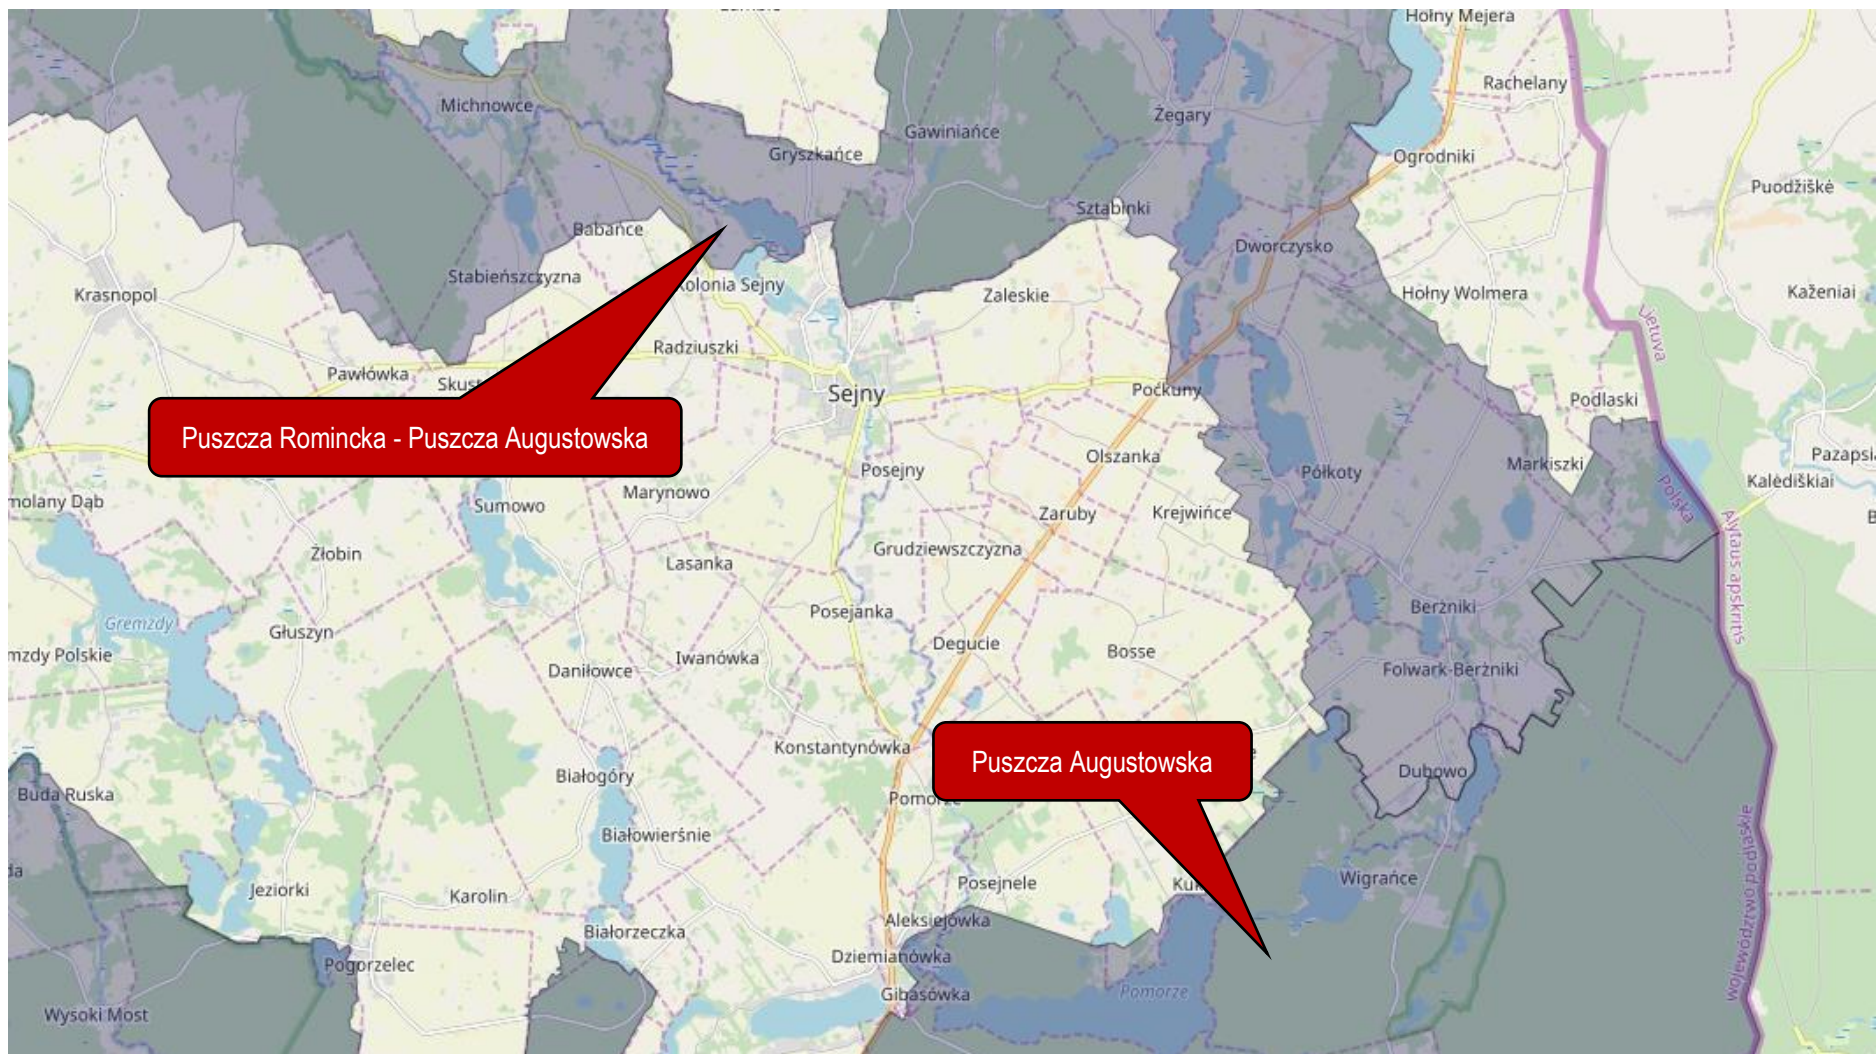 Hołny Mejera
Rachelany
Michnowce
Żegary
Gawiniańce
Gryszkańce
Ogrodniki
Puodžiškė
Sztabinki
Babańce
Dworczysko
Stabieńszczyzna
Kolonia Sejny
Krasnopol
Zaleskie
Hołny Wolmera
Kaženiai
Lietuva
Radziuszki
Pawłówka
Sejny
Poćkuny
Podlaski
Puszcza Romincka - Puszcza Augustowska
Olszanka
Pazapsi
Posejny
Półkoty
Markiszki
Kalėdiškiai
Marynowo
Polska
molany Dąb
Sumowo
Zaruby
Krejwińce
Żłobin
Grudziewszczyzna
Lasanka
Alytaus apskritis
Posejanka
Berżniki
Gremzdy
Głuszyn
Degucie
Bosse
mzdy Polskie
Iwanówka
Daniłowce
Folwark-Berżniki
Konstantynówka
Puszcza Augustowska
Białogóry
Dubowo
Buda Ruska
Pomorze
Białowierśnie
województwo podlaskie
Jeziorki
Karolin
Posejnele
Wigrańce
Aleksiejówka
Białorzeczka
Dziemianówka
Pogorzelec
Gibasówka
Pomorze
Wysoki Most